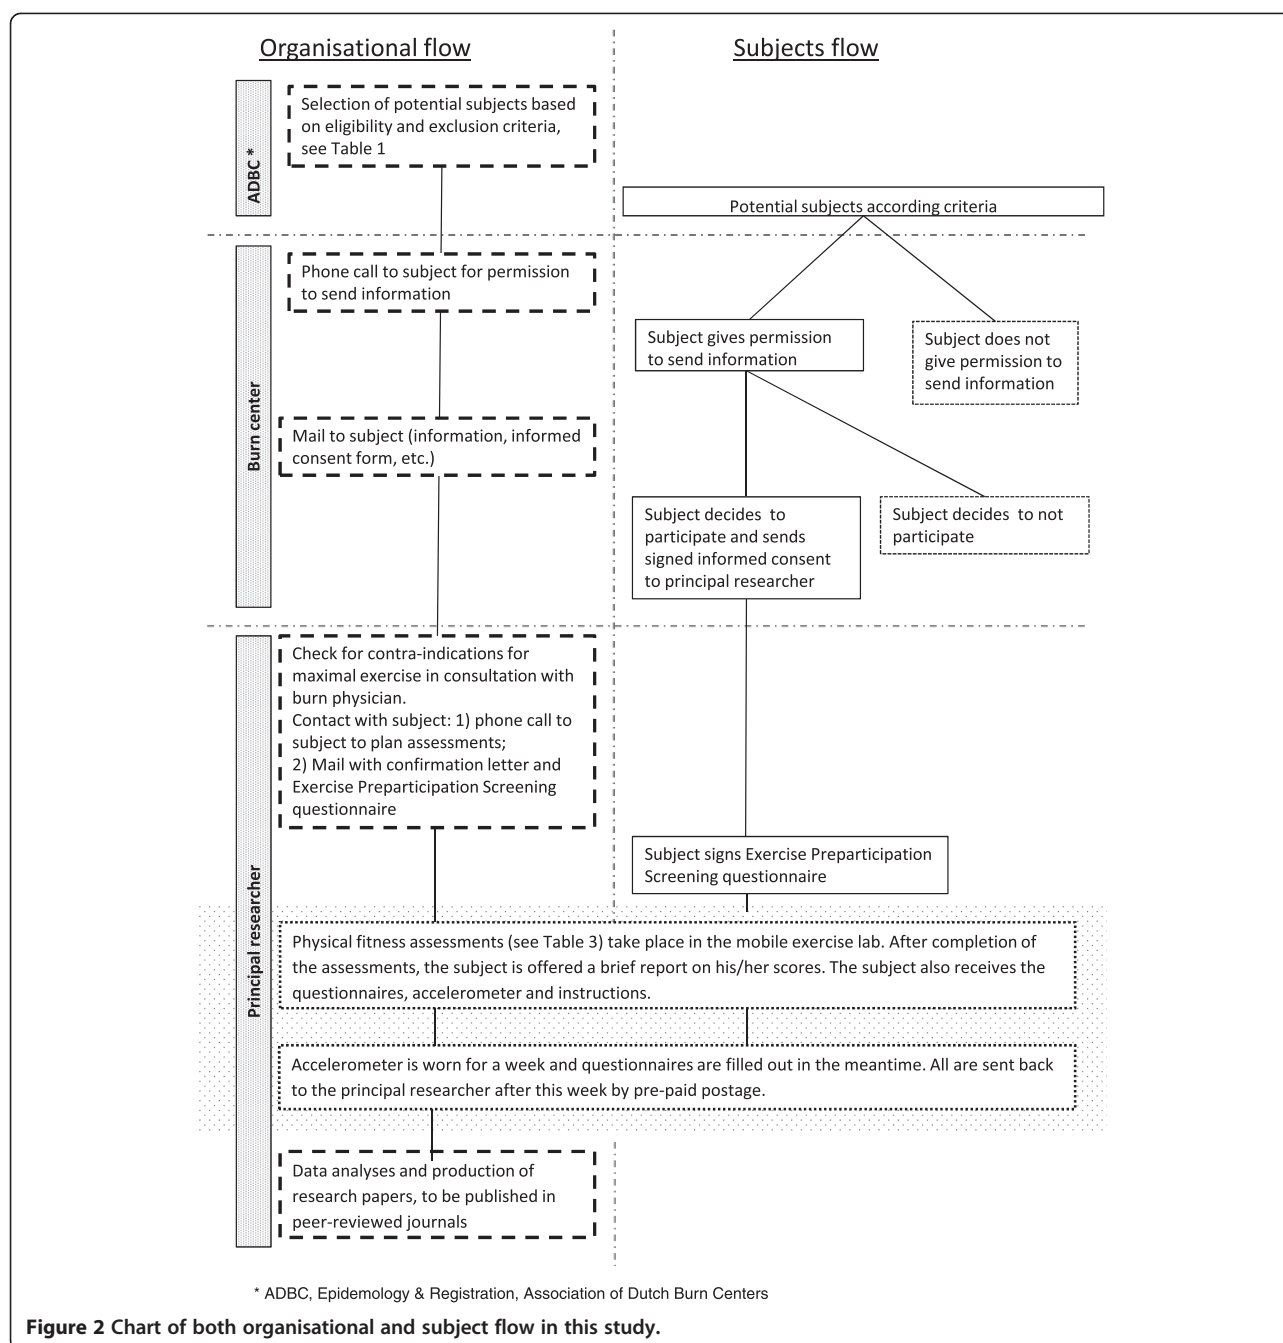 Organisational flow
Subjects flow
ADBC *
Selection of potential subjects based
on eligibility and exclusion criteria,
see Table 1
Potential subjects according criteria
Burn center
Phone call to subject for permission
to send information
Subject gives permission
to send information
Subject does not
give permission to
send information
Mail to subject (information, informed
consent form, etc.)
Subject decides to
participate and sends
signed informed consent
to principal researcher
Subject decides to not
participate
Principal researcher
Check for contra-indications for
maximal exercise in consultation with
burn physician.
Contact with subject: 1) phone call to
subject to plan assessments;
2) Mail with confirmation letter and
Exercise Preparticipation Screening
questionnaire
Subject signs Exercise Preparticipation
Screening questionnaire
Physical fitness assessments (see Table 3) take place in the mobile exercise lab. After completion of
the assessments, the subject is offered a brief report on his/her scores. The subject also receives the
questionnaires, accelerometer and instructions.
Accelerometer is worn for a week and questionnaires are filled out in the meantime. All are sent back
to the principal researcher after this week by pre-paid postage.
Data analyses and production of
research papers, to be published in
peer-reviewed journals
* ADBC, Epidemology & Registration, Association of Dutch Burn Centers
Figure 2 Chart of both organisational and subject flow in this study.